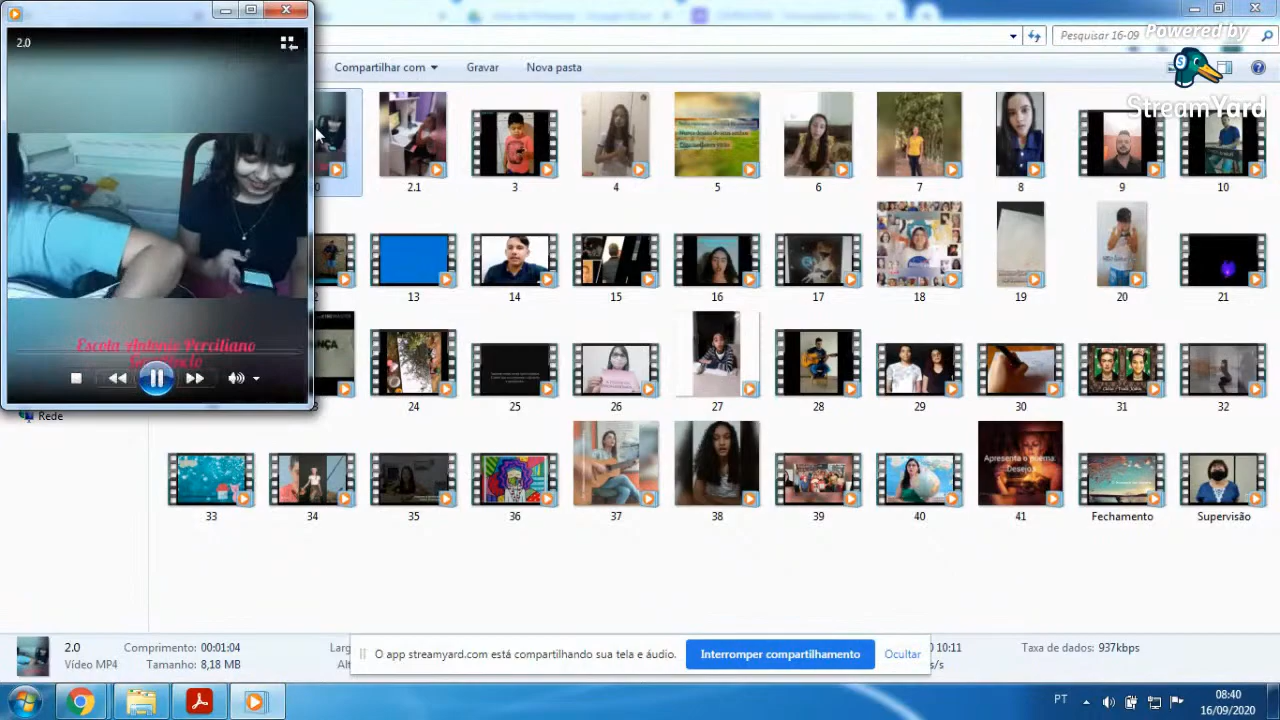 Powered by
StreamYard
2.0
Pesquisar 16-09
Compartilhar com
Gravar
Nova pasta
2.1
3
4
5
6
7
8
9
10
13
14
15
16
17
18
19
20
21
24
25
26
27
28
29
30
31
32
33
34
35
36
37
38
39
40
41
Fechamento
Supervisão
Apresenta o poema:
Desejos
Escola Antonio Perciliano
Rede
2.0
Vídeo MP4
Comprimento: 00:01:04
Tamanho: 8,18 MB
O app streamyard.com está compartilhando sua tela e áudio.
Interromper compartilhamento
Ocultar
10:11
Taxa de dados: 937kbps
PT
08:40
16/09/2020